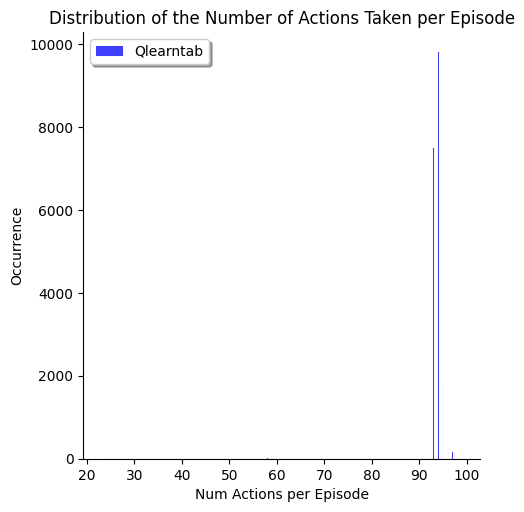 Distribution of the Number of Actions Taken per Episode
Qlearntab
10000
8000
6000
4000
2000
0
Occurrence
20 30 40 50 60 70 80 90 100
Num Actions per Episode